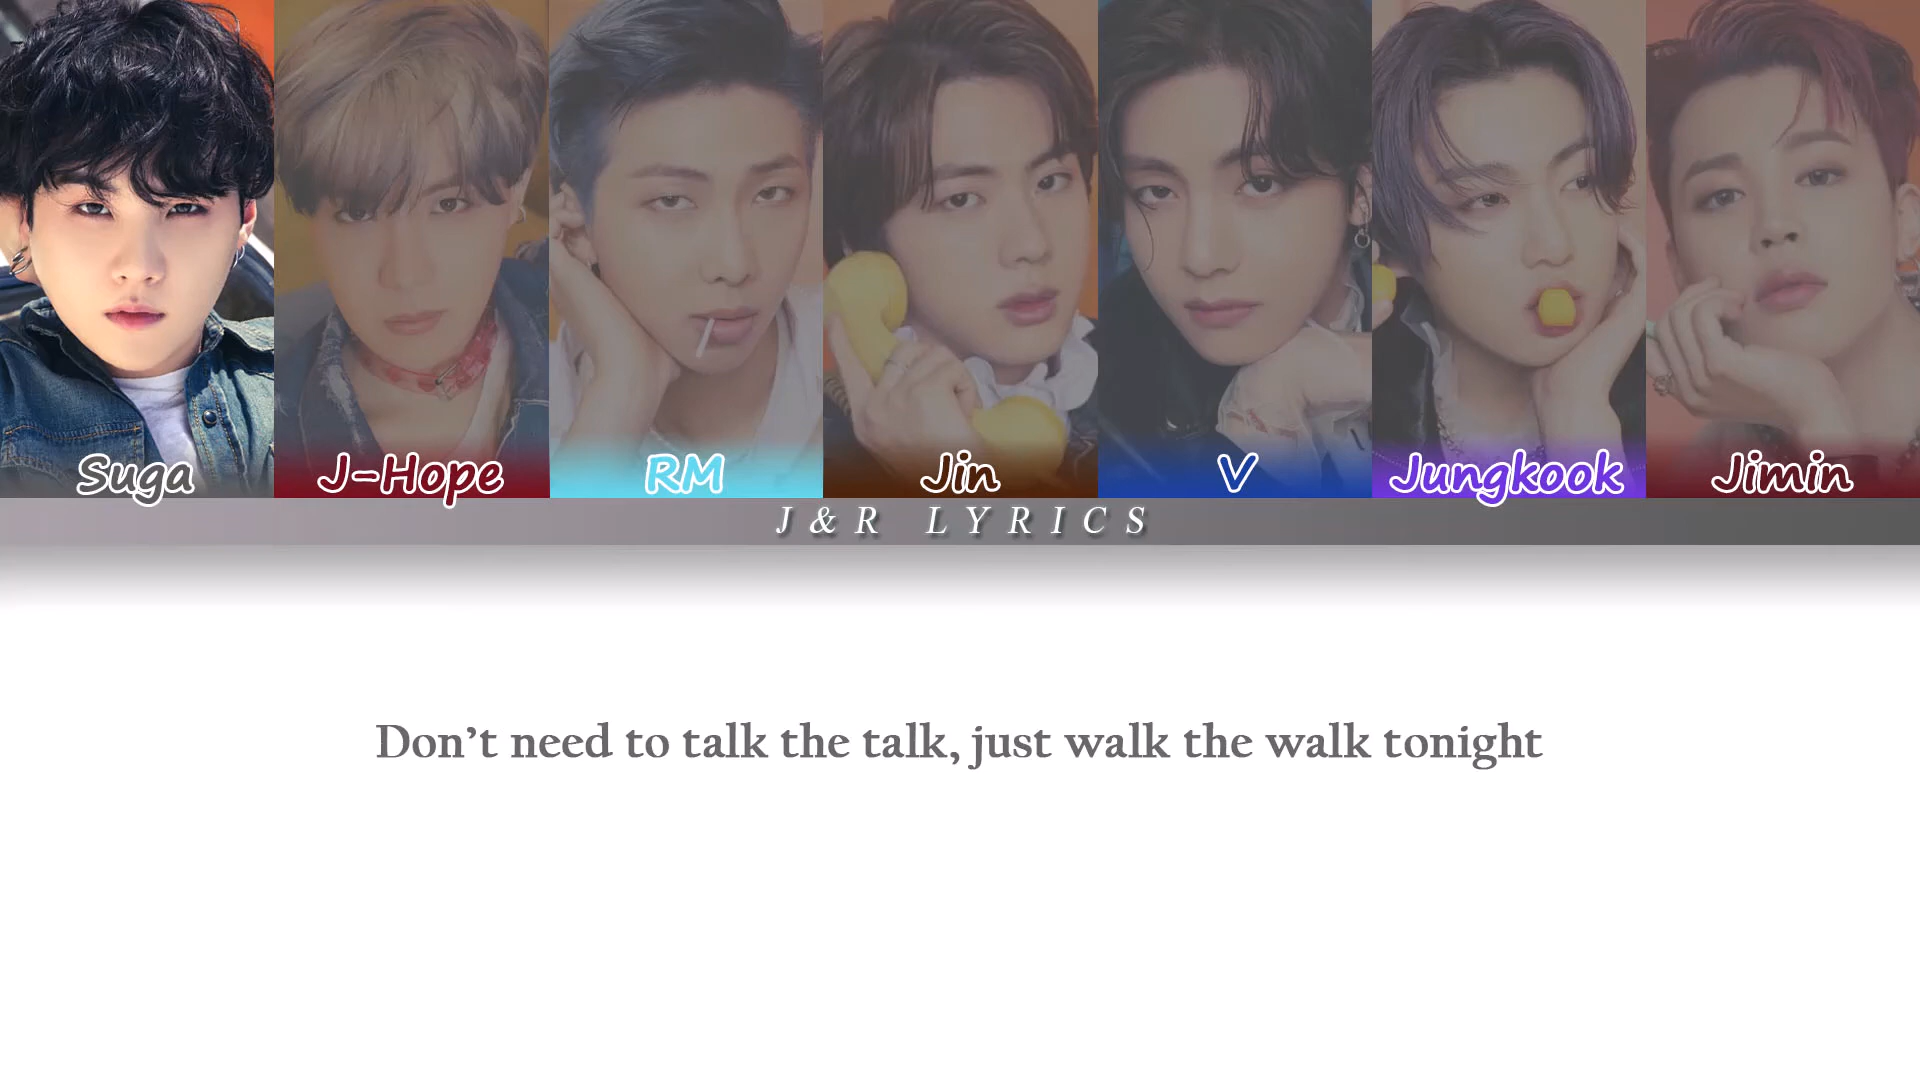 Suga J-Hope RM Jin V Jungkook Jimin
J&R LYRICS
Don’t need to talk the talk, just walk the walk tonight